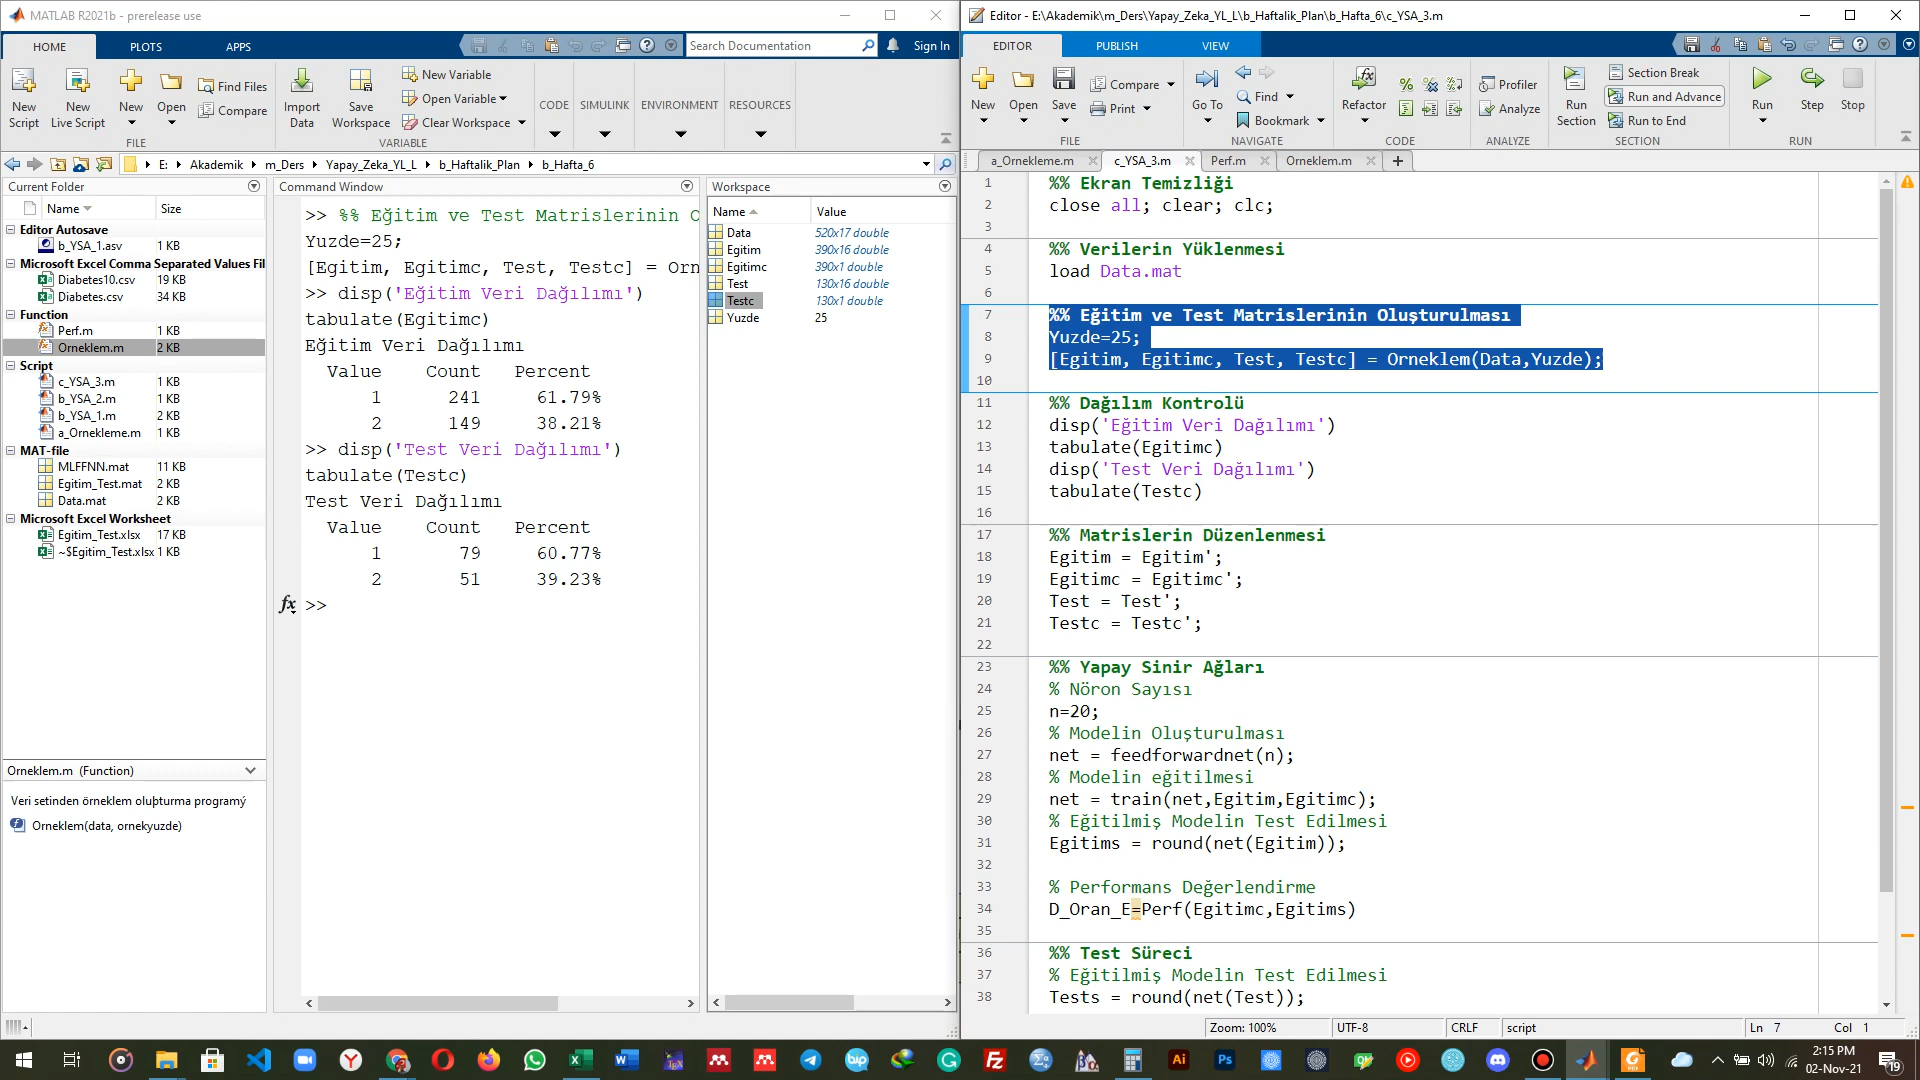 MATLAB R2021b - prerelease use
HOME PLOTS APPS
Search Documentation
Sign In
New Script
New Live Script
New
Open
Find Files
Compare
Import Data
Save Workspace
New Variable
Open Variable
Clear Workspace
CODE SIMULINK ENVIRONMENT RESOURCES
FILE VARIABLE
E: Akademik m_Ders Yapay_Zeka_YL_L b_Haftalik_Plan b_Hafta_6
Current Folder
Name Size
Editor Autosave
b_YSA_1.asv 1 KB
Microsoft Excel Comma Separated Values Fil
Diabetes10.csv 19 KB
Diabetes.csv 34 KB
Function
Perf.m 1 KB
Orneklem.m 2 KB
Script
c_YSA_3.m 1 KB
b_YSA_2.m 1 KB
b_YSA_1.m 2 KB
a_Ornekleme.m 1 KB
MAT-file
MLFFNN.mat 11 KB
Egitim_Test.mat 2 KB
Data.mat 2 KB
Microsoft Excel Worksheet
Egitim_Test.xlsx 17 KB
~$Egitim_Test.xlsx 1 KB
Orneklem.m (Function)
Veri setinden örneklem oluþturma programý
Orneklem(data, ornekyuzde)
Command Window
>> %% Eğitim ve Test Matrislerinin O
Yuzde=25;
[Egitim, Egitimc, Test, Testc] = Orn
>> disp('Eğitim Veri Dağılımı')
tabulate(Egitimc)
Eğitim Veri Dağılımı
Value Count Percent
1 241 61.79%
2 149 38.21%
>> disp('Test Veri Dağılımı')
tabulate(Testc)
Test Veri Dağılımı
Value Count Percent
1 79 60.77%
2 51 39.23%
fx >>
Workspace
Name Value
Data 520x17 double
Egitim 390x16 double
Egitimc 390x1 double
Test 130x16 double
Testc 130x1 double
Yuzde 25
Editor - E:\Akademik\m_Ders\Yapay_Zeka_YL_L\b_Haftalik_Plan\b_Hafta_6\c_YSA_3.m
EDITOR PUBLISH VIEW
New
Open
Save
Compare
Print
Go To
Find
Bookmark
Refactor
Profiler
Analyze
Run Section
Section Break
Run and Advance
Run to End
Run
Step
Stop
FILE NAVIGATE CODE ANALYZE SECTION RUN
a_Ornekleme.m c_YSA_3.m Perf.m Orneklem.m
1 %% Ekran Temizliği
2 close all; clear; clc;
3
4 %% Verilerin Yüklenmesi
5 load Data.mat
6
7 %% Eğitim ve Test Matrislerinin Oluşturulması
8 Yuzde=25;
9 [Egitim, Egitimc, Test, Testc] = Orneklem(Data,Yuzde);
10
11 %% Dağılım Kontrolü
12 disp('Eğitim Veri Dağılımı')
13 tabulate(Egitimc)
14 disp('Test Veri Dağılımı')
15 tabulate(Testc)
16
17 %% Matrislerin Düzenlenmesi
18 Egitim = Egitim';
19 Egitimc = Egitimc';
20 Test = Test';
21 Testc = Testc';
22
23 %% Yapay Sinir Ağları
24 % Nöron Sayısı
25 n=20;
26 % Modelin Oluşturulması
27 net = feedforwardnet(n);
28 % Modelin eğitilmesi
29 net = train(net,Egitim,Egitimc);
30 % Eğitilmiş Modelin Test Edilmesi
31 Egitims = round(net(Egitim));
32
33 % Performans Değerlendirme
34 D_Oran_E=Perf(Egitimc,Egitims)
35
36 %% Test Süreci
37 % Eğitilmiş Modelin Test Edilmesi
38 Tests = round(net(Test));
Zoom: 100% UTF-8 CRLF script Ln 7 Col 1
2:15 PM
02-Nov-21
19